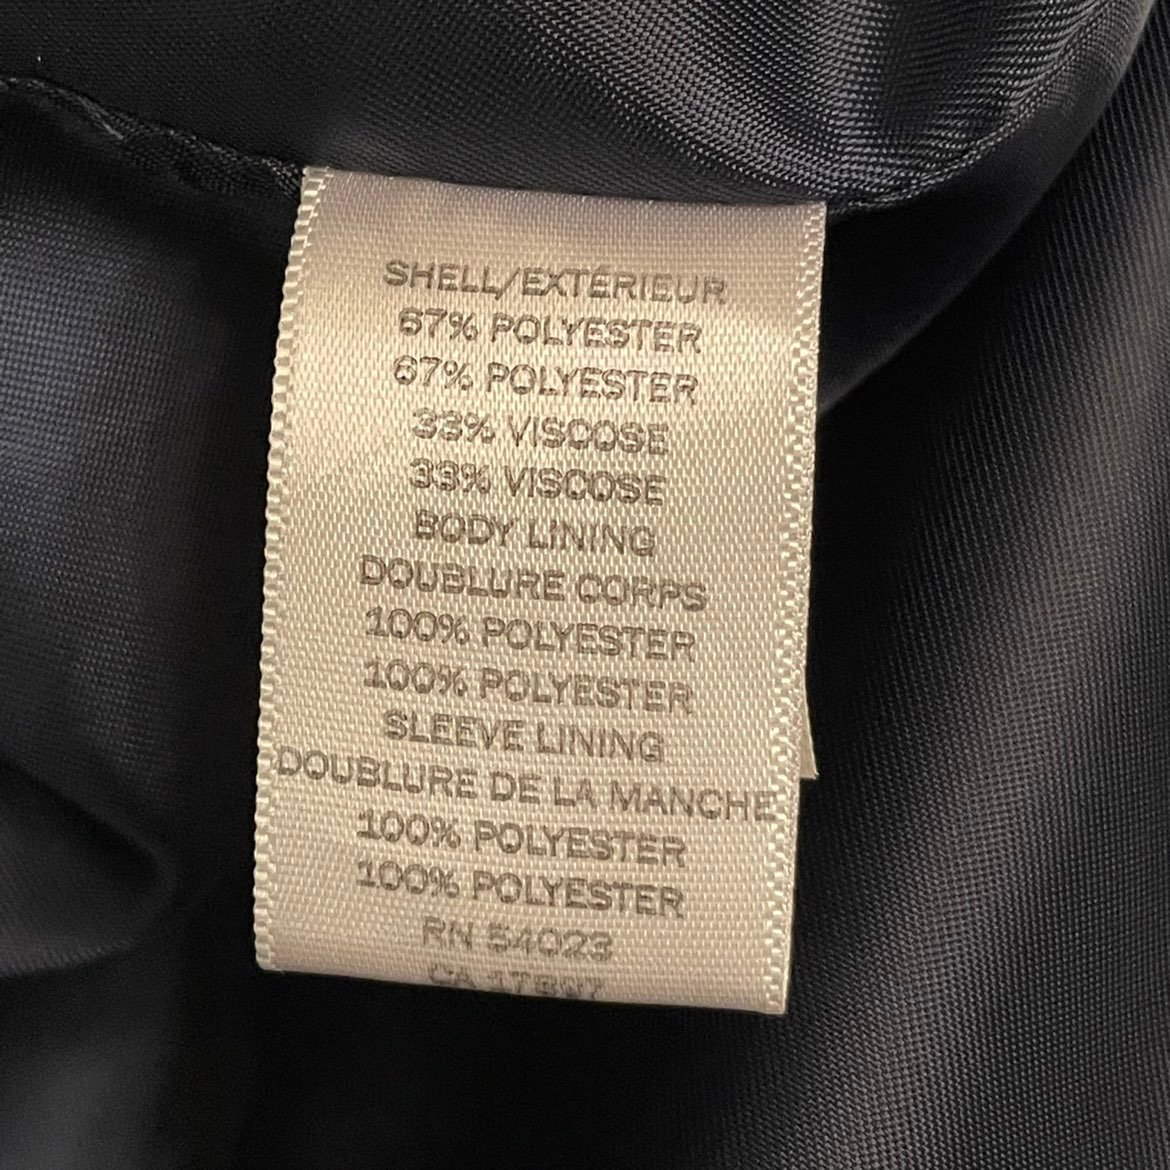 SHELL/EXTÉRIEUR
67% POLYESTER
67% POLYESTER
33% VISCOSE
33% VISCOSE
BODY LINING
DOUBLURE CORPS
100% POLYESTER
100% POLYESTER
SLEEVE LINING
DOUBLURE DE LA MANCHE
100% POLYESTER
100% POLYESTER
RN 54023
CA